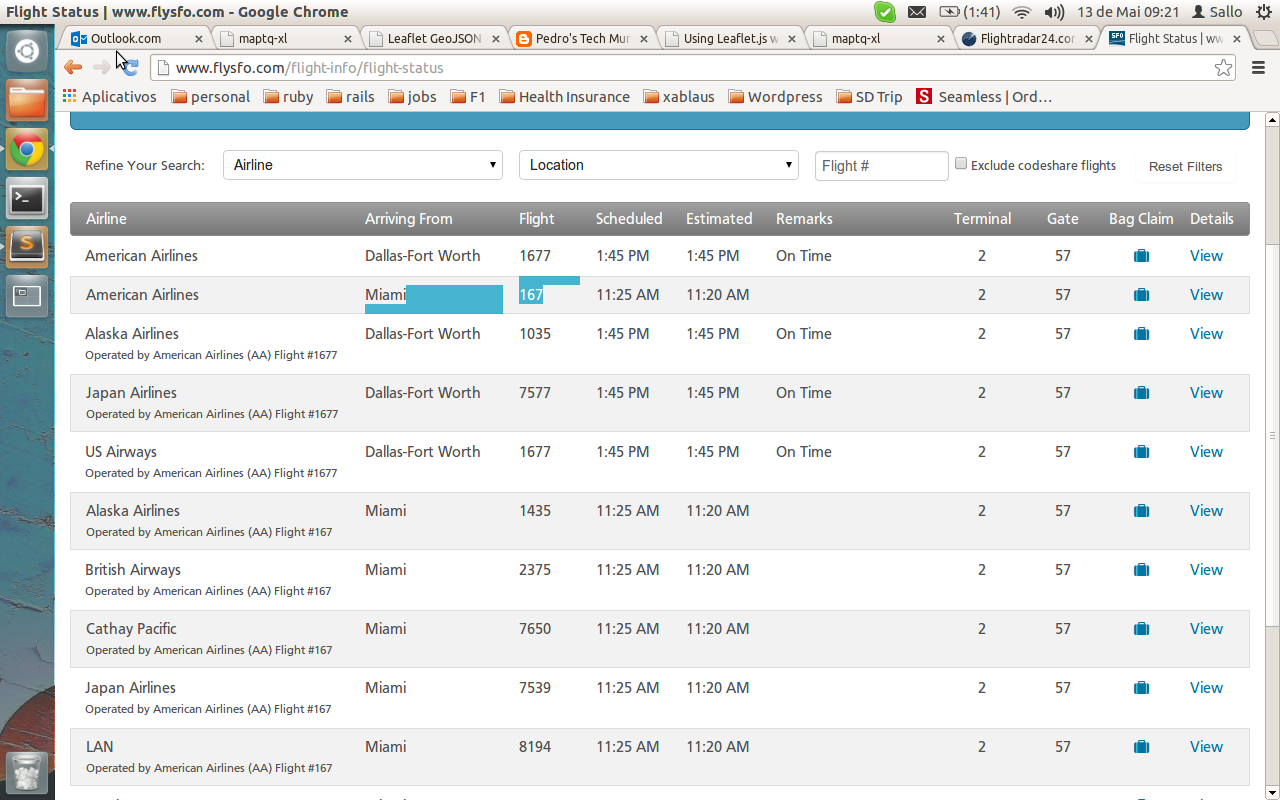 Flight Status | www.flysfo.com - Google Chrome
(1:41)
13 de Mai 09:21
Sallo
Outlook.com
maptq-xl
Leaflet GeoJSON
Pedro's Tech Mur
Using Leaflet.js w
maptq-xl
Flightradar24.cor
Flight Status | ww
www.flysfo.com/flight-info/flight-status
Aplicativos personal ruby rails jobs F1 Health Insurance xablaus Wordpress SD Trip Seamless | Ord…
Refine Your Search: Airline Location Flight # Exclude codeshare flights Reset Filters
Airline Arriving From Flight Scheduled Estimated Remarks Terminal Gate Bag Claim Details
American Airlines Dallas-Fort Worth 1677 1:45 PM 1:45 PM On Time 2 57 View
American Airlines Miami 167 11:25 AM 11:20 AM 2 57 View
Alaska Airlines Dallas-Fort Worth 1035 1:45 PM 1:45 PM On Time 2 57 View
Operated by American Airlines (AA) Flight #1677
Japan Airlines Dallas-Fort Worth 7577 1:45 PM 1:45 PM On Time 2 57 View
Operated by American Airlines (AA) Flight #1677
US Airways Dallas-Fort Worth 1677 1:45 PM 1:45 PM On Time 2 57 View
Operated by American Airlines (AA) Flight #1677
Alaska Airlines Miami 1435 11:25 AM 11:20 AM 2 57 View
Operated by American Airlines (AA) Flight #167
British Airways Miami 2375 11:25 AM 11:20 AM 2 57 View
Operated by American Airlines (AA) Flight #167
Cathay Pacific Miami 7650 11:25 AM 11:20 AM 2 57 View
Operated by American Airlines (AA) Flight #167
Japan Airlines Miami 7539 11:25 AM 11:20 AM 2 57 View
Operated by American Airlines (AA) Flight #167
LAN Miami 8194 11:25 AM 11:20 AM 2 57 View
Operated by American Airlines (AA) Flight #167